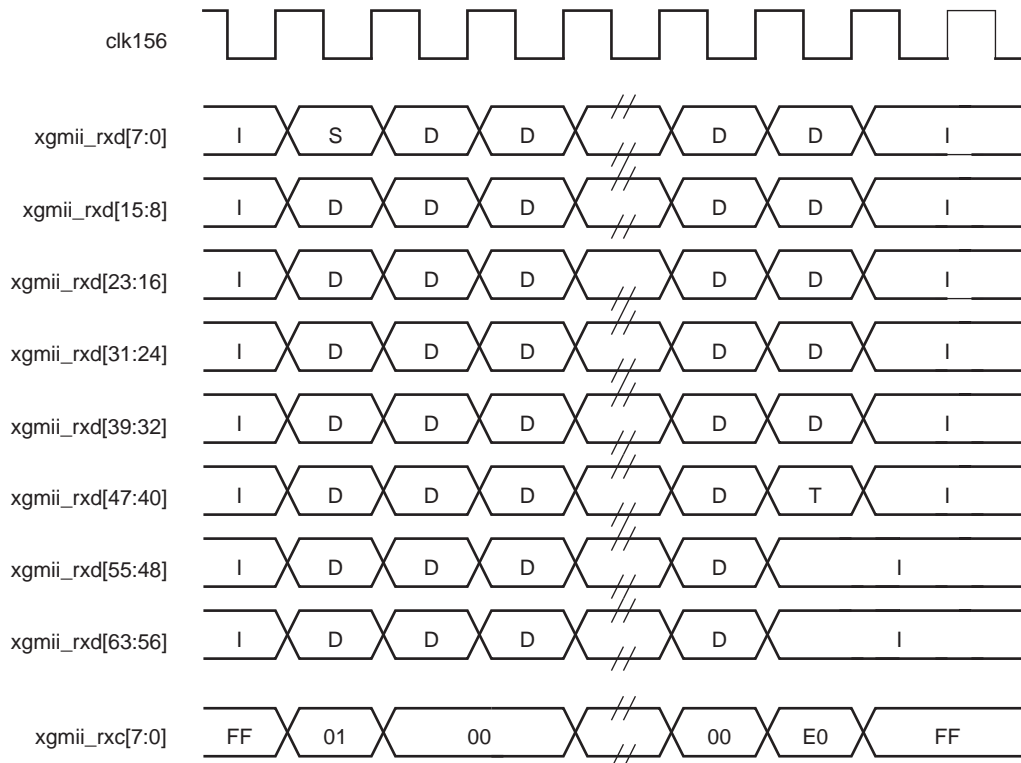 clk156
xgmii_rxd[7:0] I S D D D D I
xgmii_rxd[15:8] I D D D D D I
xgmii_rxd[23:16] I D D D D D I
xgmii_rxd[31:24] I D D D D D I
xgmii_rxd[39:32] I D D D D D I
xgmii_rxd[47:40] I D D D D T I
xgmii_rxd[55:48] I D D D D I
xgmii_rxd[63:56] I D D D D I
xgmii_rxc[7:0] FF 01 00 00 E0 FF